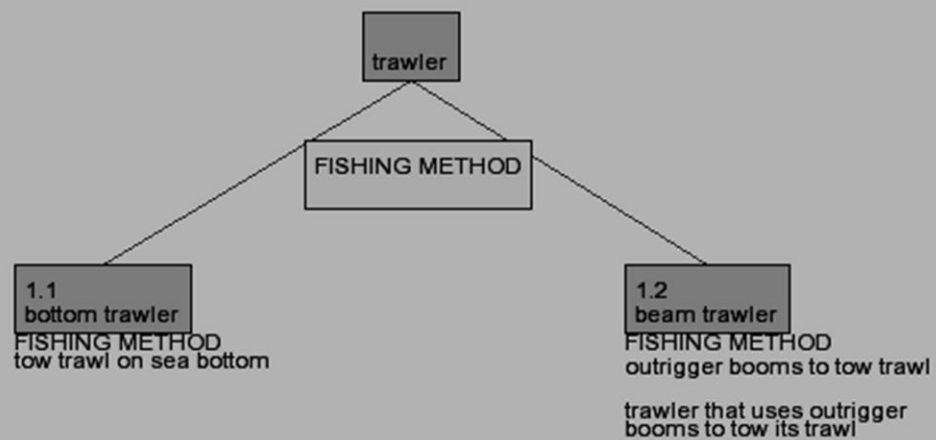 trawler
FISHING METHOD
1.1
bottom trawler
FISHING METHOD
tow trawl on sea bottom
1.2
beam trawler
FISHING METHOD
outrigger booms to tow trawl
trawler that uses outrigger
booms to tow its trawl